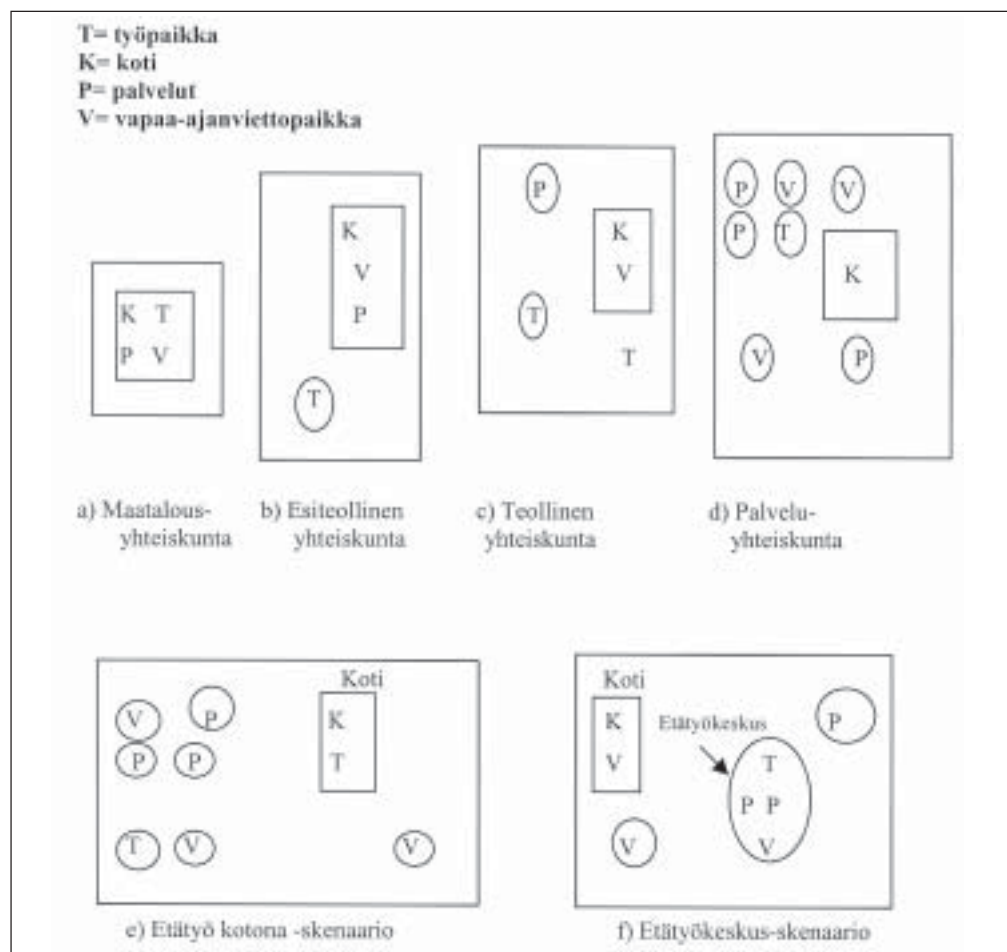 T= työpaikka
K= koti
P= palvelut
V= vapaa-ajanviettopaikka
K T
P V
K
V
P
T
P
K
V
T
T
P V V
P T
K
V P
a) Maatalous-
yhteiskunta
b) Esiteollinen
yhteiskunta
c) Teollinen
yhteiskunta
d) Palvelu-
yhteiskunta
Koti
V P
K
P P
T
T V V
Koti
K
V
Etätyökeskus
P
T
P P
V
V
e) Etätyö kotona -skenaario
f) Etätyökeskus-skenaario